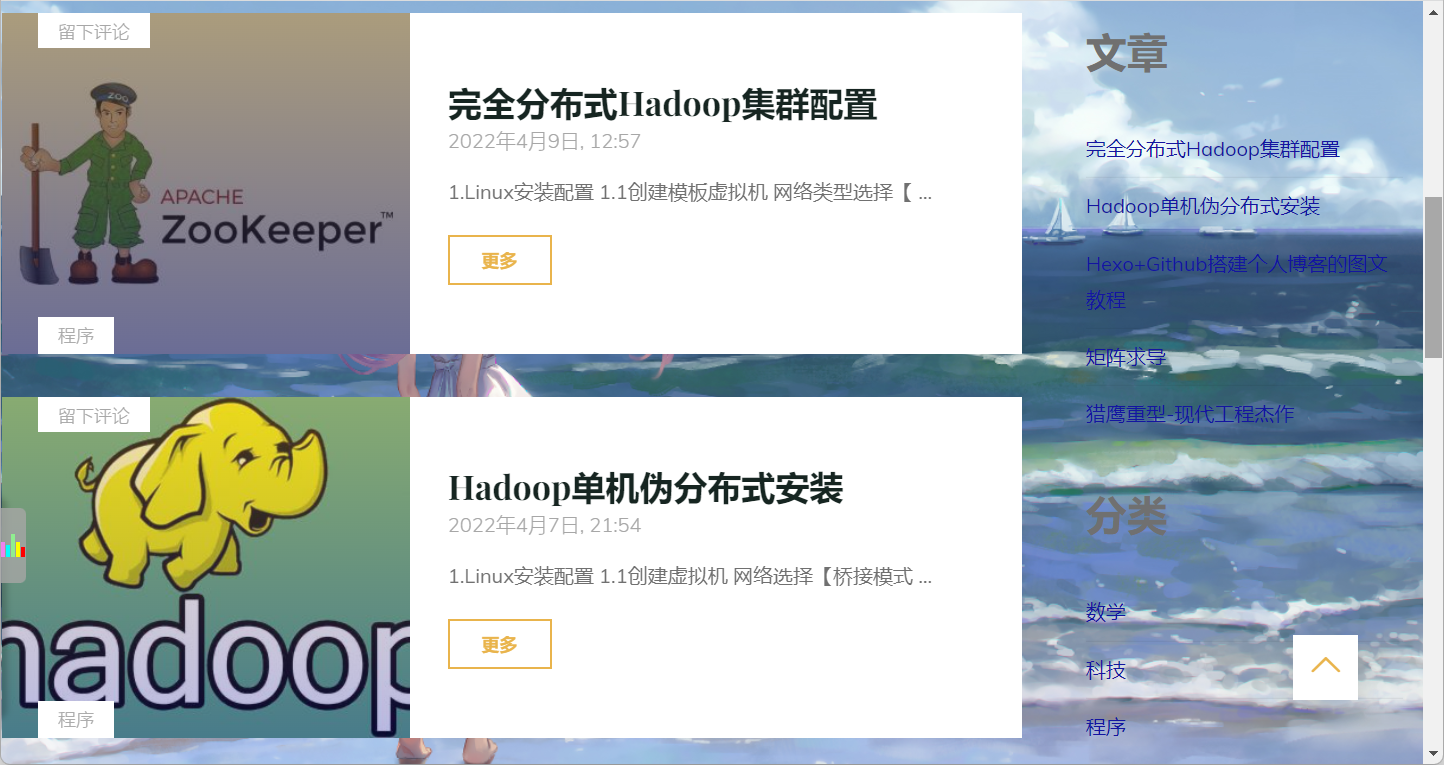 留下评论
ZOO
APACHE
ZooKeeper™
程序
完全分布式Hadoop集群配置
2022年4月9日, 12:57
1.Linux安装配置 1.1创建模板虚拟机 网络类型选择【 ...
更多
留下评论
hadoop
程序
Hadoop单机伪分布式安装
2022年4月7日, 21:54
1.Linux安装配置 1.1创建虚拟机 网络选择【桥接模式 ...
更多
文章
完全分布式Hadoop集群配置
Hadoop单机伪分布式安装
Hexo+Github搭建个人博客的图文
教程
矩阵求导
猎鹰重型-现代工程杰作
分类
数学
科技
程序